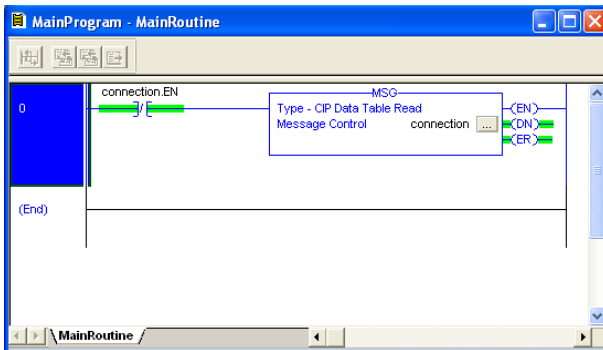 MainProgram - MainRoutine
0
connection.EN
MSG
Type - CIP Data Table Read
Message Control connection ...
EN
DN
ER
(End)
MainRoutine